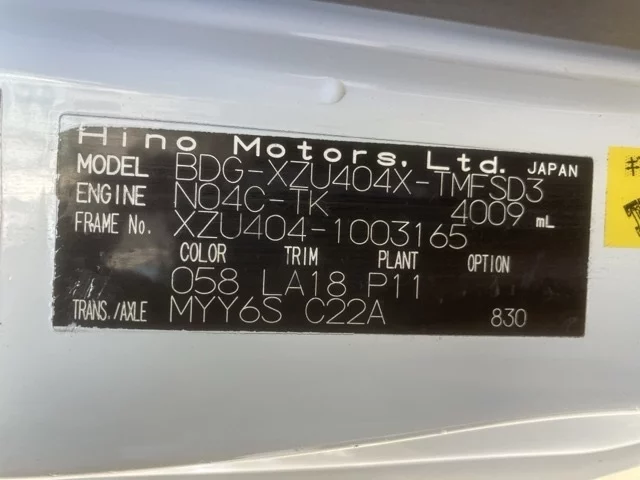 Hino Motors, Ltd. JAPAN
MODEL BDG-XZU404X-TMFSD3
ENGINE N04C-TK 4009 mL
FRAME No. XZU404-1003165
COLOR TRIM PLANT OPTION
058 LA18 P11
TRANS./AXLE MYY6S C22A 830